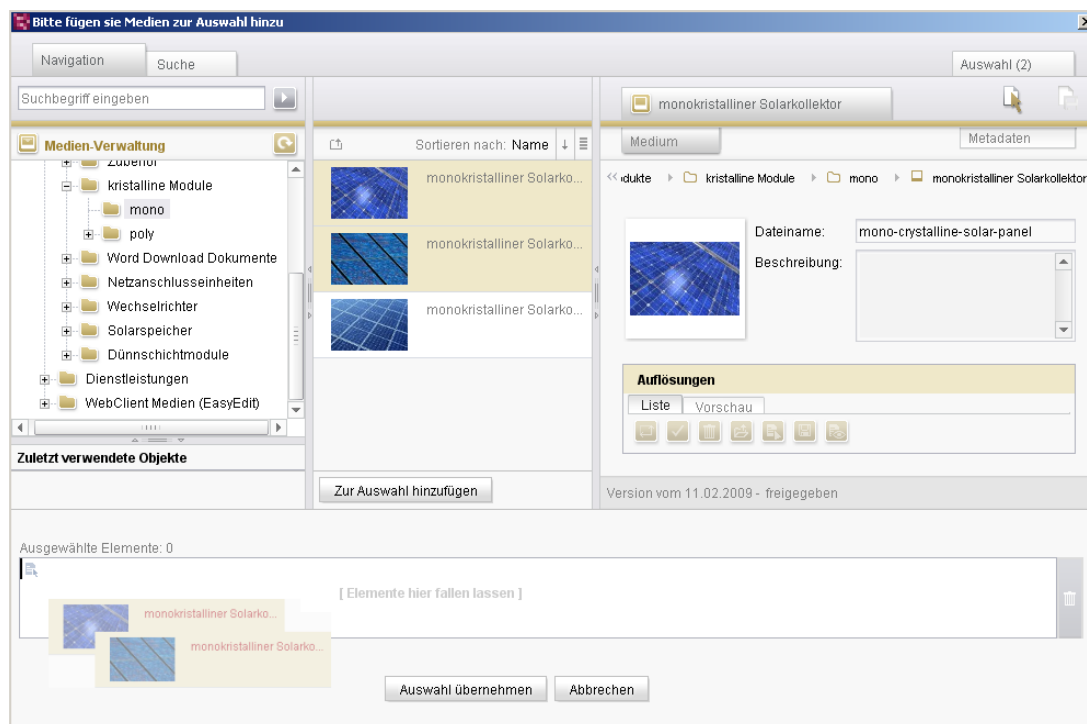 Bitte fügen sie Medien zur Auswahl hinzu
Navigation
Suche
Auswahl (2)
Suchbegriff eingeben
monokristalliner Solarkollektor
Medien-Verwaltung
Sortieren nach: Name
Medium
Metadaten
Zubehör
kristalline Module
mono
poly
Word Download Dokumente
Netzanschlusseinheiten
Wechselrichter
Solarspeicher
Dünnschichtmodule
Dienstleistungen
WebClient Medien (EasyEdit)
Zuletzt verwendete Objekte
monokristalliner Solarko...
monokristalliner Solarko...
monokristalliner Solarko...
Zur Auswahl hinzufügen
dukte kristalline Module mono monokristalliner Solarkollektor
Dateiname: mono-crystalline-solar-panel
Beschreibung:
Auflösungen
Liste Vorschau
Version vom 11.02.2009 - freigegeben
Ausgewählte Elemente: 0
[ Elemente hier fallen lassen ]
monokristalliner Solarko...
monokristalliner Solarko...
Auswahl übernehmen
Abbrechen